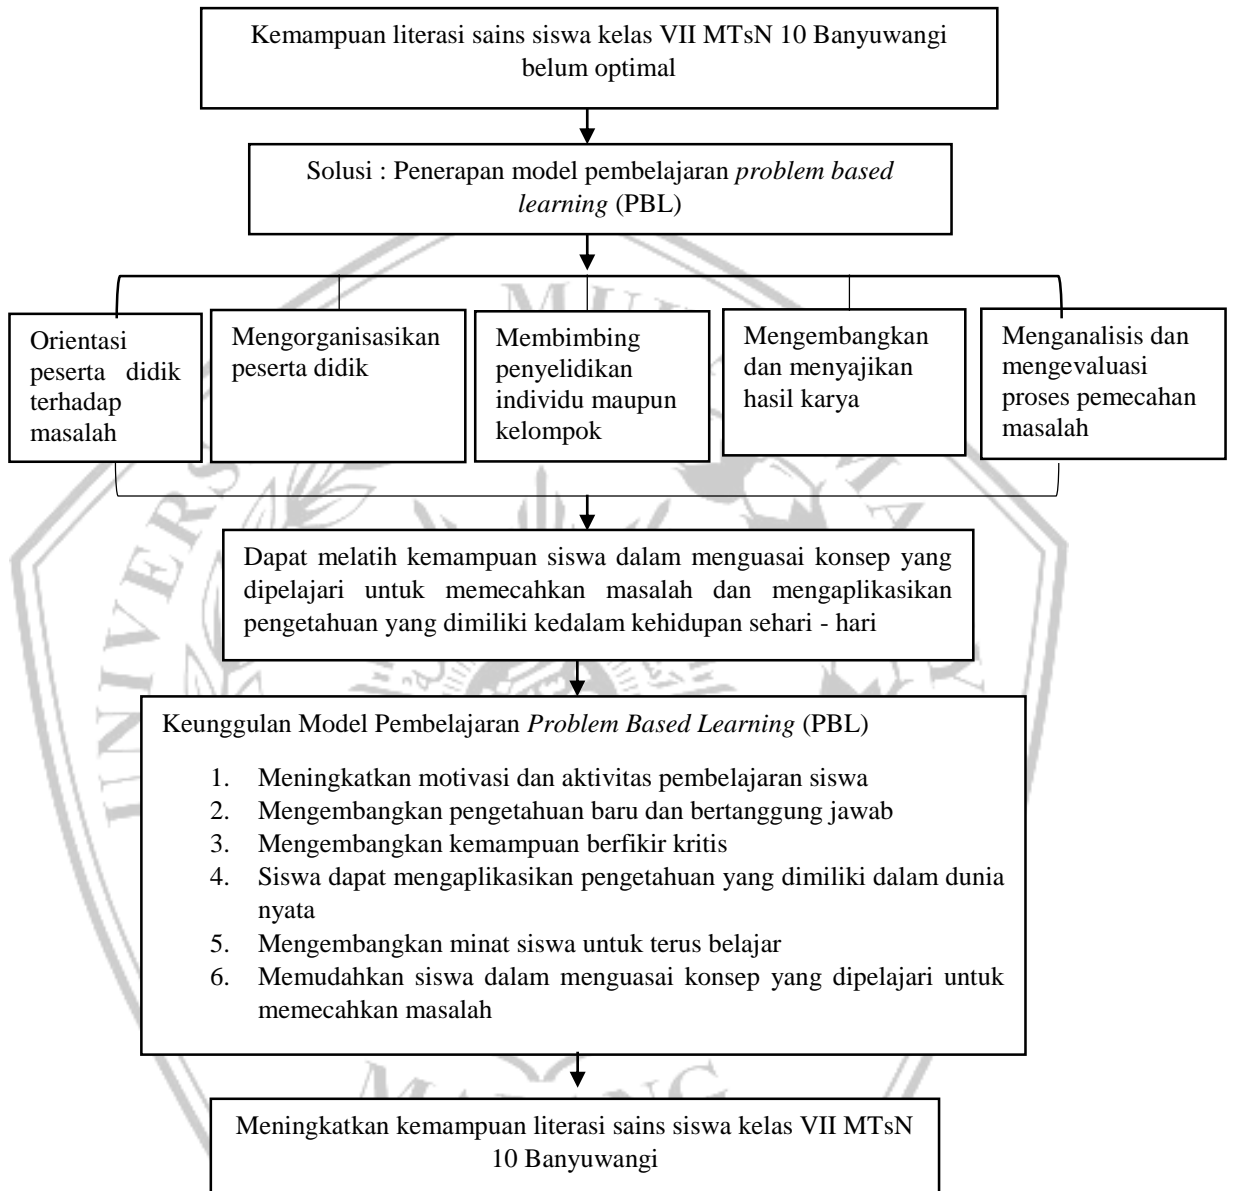 Kemampuan literasi sains siswa kelas VII MTsN 10 Banyuwangi
belum optimal
Solusi : Penerapan model pembelajaran problem based
learning (PBL)
Orientasi
peserta didik
terhadap
masalah
Mengorganisasikan
peserta didik
Membimbing
penyelidikan
individu maupun
kelompok
Mengembangkan
dan menyajikan
hasil karya
Menganalisis dan
mengevaluasi
proses pemecahan
masalah
Dapat melatih kemampuan siswa dalam menguasai konsep yang
dipelajari untuk memecahkan masalah dan mengaplikasikan
pengetahuan yang dimiliki kedalam kehidupan sehari - hari
Keunggulan Model Pembelajaran Problem Based Learning (PBL)
1. Meningkatkan motivasi dan aktivitas pembelajaran siswa
2. Mengembangkan pengetahuan baru dan bertanggung jawab
3. Mengembangkan kemampuan berfikir kritis
4. Siswa dapat mengaplikasikan pengetahuan yang dimiliki dalam dunia
nyata
5. Mengembangkan minat siswa untuk terus belajar
6. Memudahkan siswa dalam menguasai konsep yang dipelajari untuk
memecahkan masalah
Meningkatkan kemampuan literasi sains siswa kelas VII MTsN
10 Banyuwangi